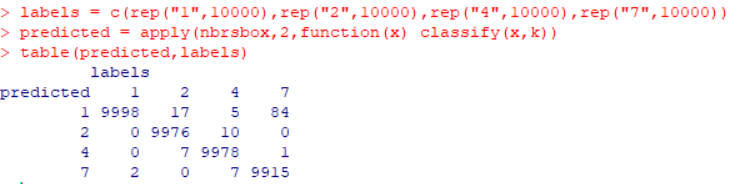 > labels = c(rep("1",10000),rep("2",10000),rep("4",10000),rep("7",10000))
> predicted = apply(nbrsbox,2,function(x) classify(x,k))
> table(predicted,labels)
         labels
predicted    1    2    4    7
        1 9998   17    5   84
        2    0 9976   10    0
        4    0    7 9978    1
        7    2    0    7 9915